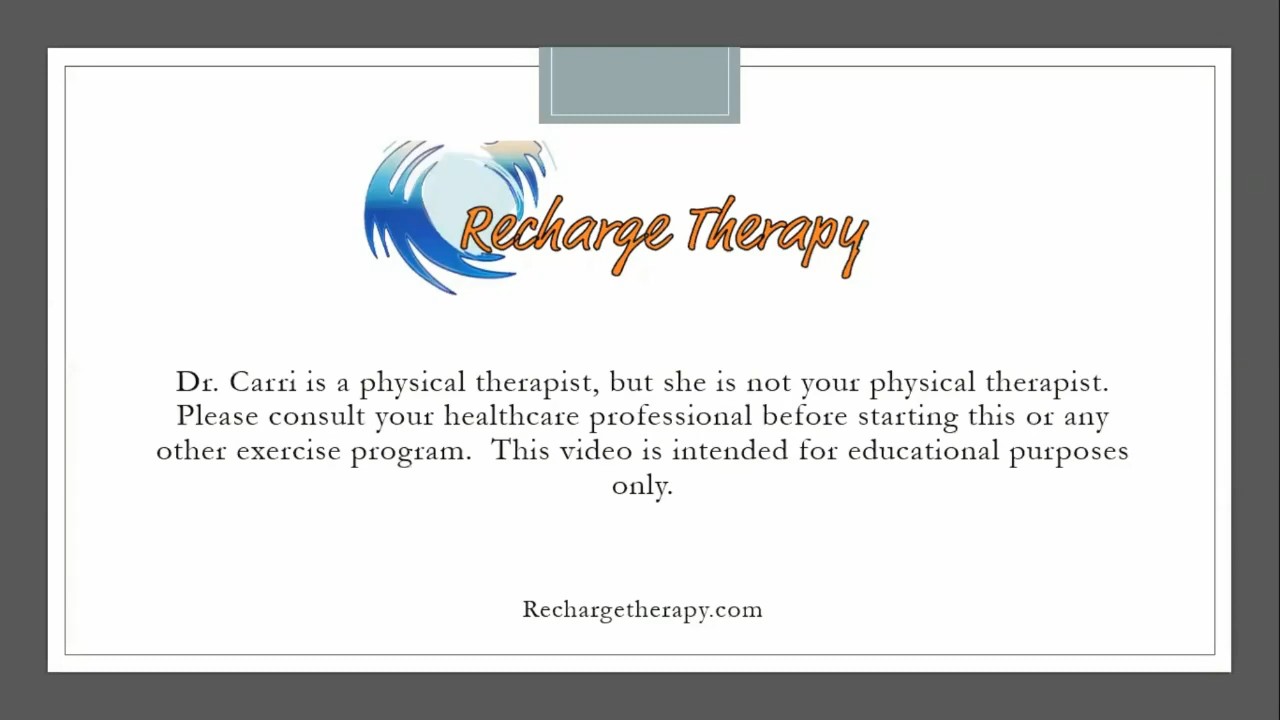 Recharge Therapy
Dr. Carri is a physical therapist, but she is not your physical therapist.
Please consult your healthcare professional before starting this or any
other exercise program.  This video is intended for educational purposes
only.
Rechargetherapy.com